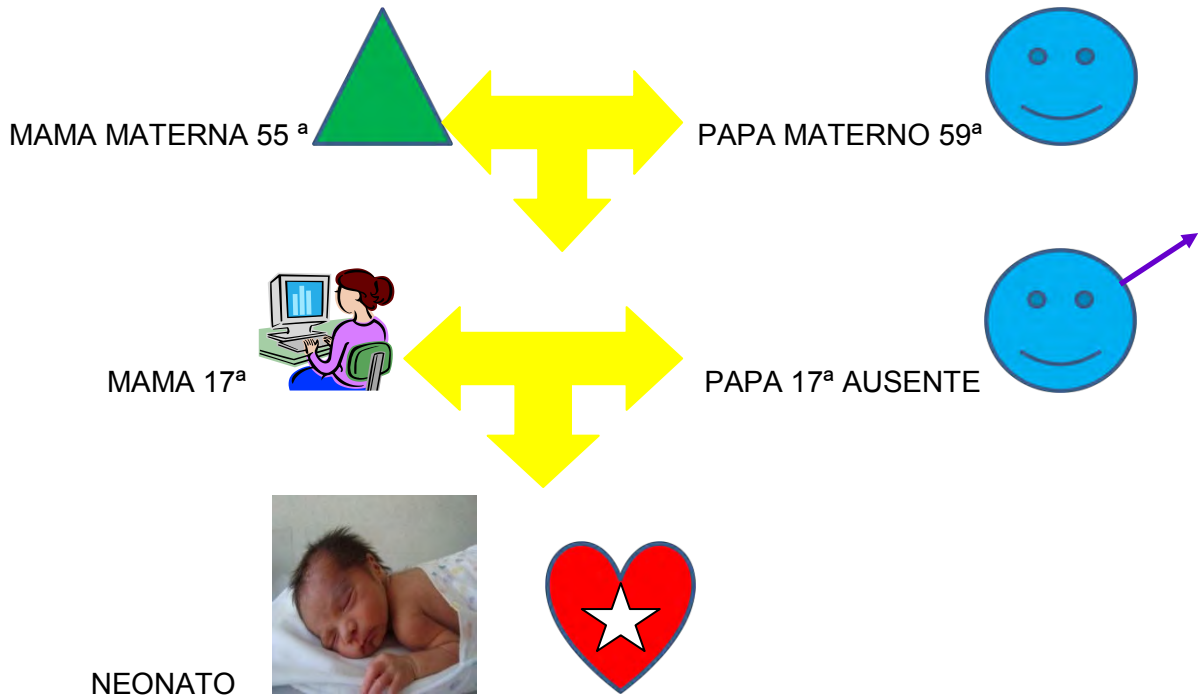 MAMA MATERNA 55 ª
PAPA MATERNO 59ª
MAMA 17ª
PAPA 17ª AUSENTE
NEONATO